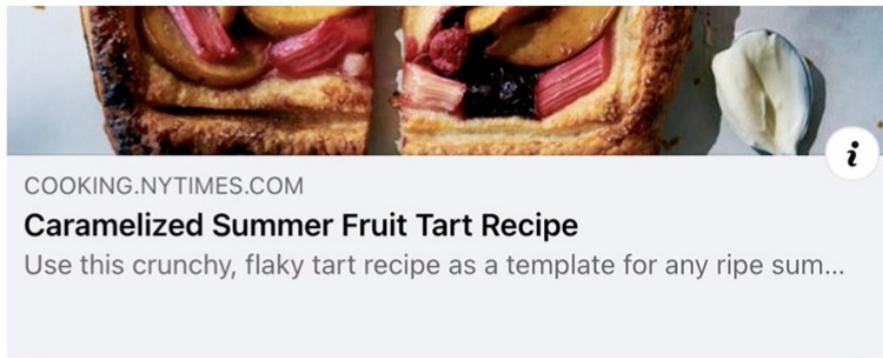 COOKING.NYTIMES.COM
Caramelized Summer Fruit Tart Recipe
Use this crunchy, flaky tart recipe as a template for any ripe sum...